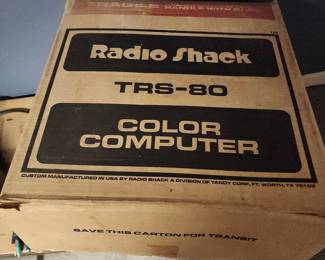 FRAGILE
Radio Shack
TRS-80
COLOR
COMPUTER
CUSTOM MANUFACTURED IN USA BY RADIO SHACK A DIVISION OF TANDY CORP. FT. WORTH, TX 76102
SAVE THIS CARTON FOR TRANSIT